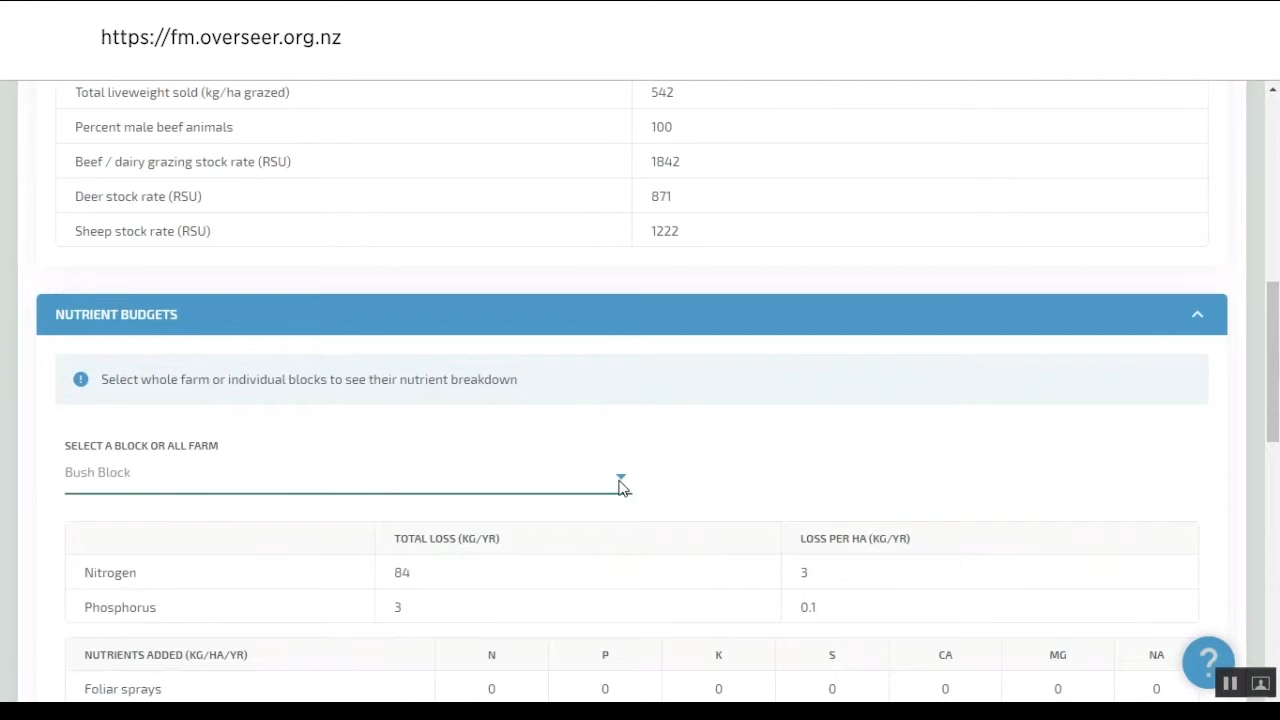 https://fm.overseer.org.nz
Total liveweight sold (kg/ha grazed) 542
Percent male beef animals 100
Beef / dairy grazing stock rate (RSU) 1842
Deer stock rate (RSU) 871
Sheep stock rate (RSU) 1222
NUTRIENT BUDGETS
! Select whole farm or individual blocks to see their nutrient breakdown
SELECT A BLOCK OR ALL FARM
Bush Block
TOTAL LOSS (KG/YR) LOSS PER HA (KG/YR)
Nitrogen 84 3
Phosphorus 3 0.1
NUTRIENTS ADDED (KG/HA/YR) N P K S CA MG NA
Foliar sprays 0 0 0 0 0 0 0
?